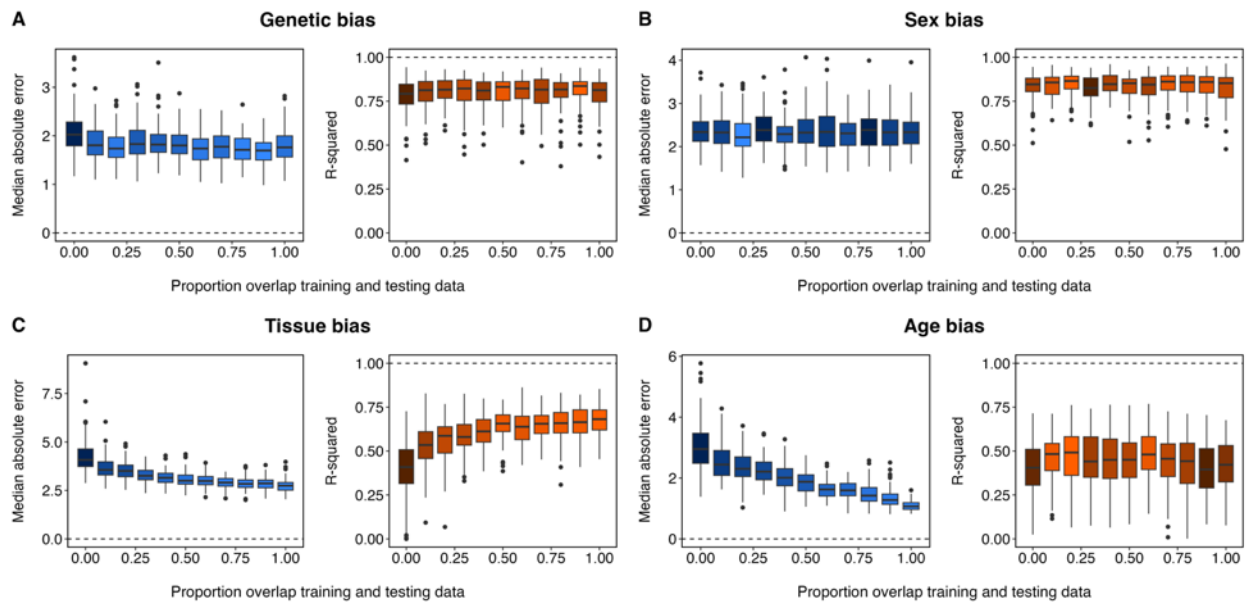 A Genetic bias
Median absolute error
3
2
1
0
0.00 0.25 0.50 0.75 1.00
R-squared
1.00
0.75
0.50
0.25
0.00
0.00 0.25 0.50 0.75 1.00
Proportion overlap training and testing data
B Sex bias
Median absolute error
4
3
2
1
0
0.00 0.25 0.50 0.75 1.00
R-squared
1.00
0.75
0.50
0.25
0.00
0.00 0.25 0.50 0.75 1.00
Proportion overlap training and testing data
C Tissue bias
Median absolute error
7.5
5.0
2.5
0.0
0.00 0.25 0.50 0.75 1.00
R-squared
1.00
0.75
0.50
0.25
0.00
0.00 0.25 0.50 0.75 1.00
Proportion overlap training and testing data
D Age bias
Median absolute error
6
4
2
0
0.00 0.25 0.50 0.75 1.00
R-squared
1.00
0.75
0.50
0.25
0.00
0.00 0.25 0.50 0.75 1.00
Proportion overlap training and testing data